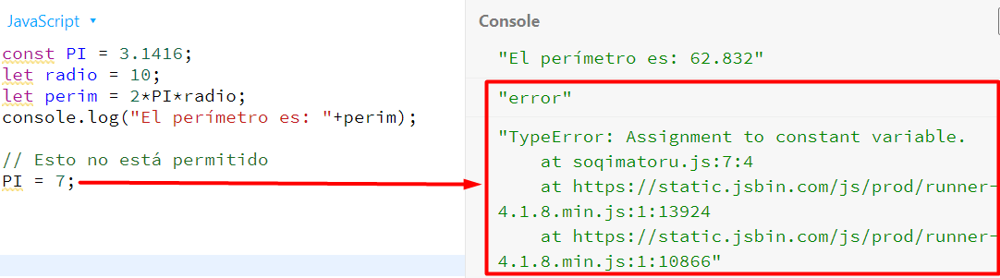 JavaScript
const PI = 3.1416;
let radio = 10;
let perim = 2*PI*radio;
console.log("El perímetro es: "+perim);
// Esto no está permitido
PI = 7;
Console
"El perímetro es: 62.832"
"error"
"TypeError: Assignment to constant variable.
    at soqimatoru.js:7:4
    at https://static.jsbin.com/js/prod/runner-
4.1.8.min.js:1:13924
    at https://static.jsbin.com/js/prod/runner-
4.1.8.min.js:1:10866"